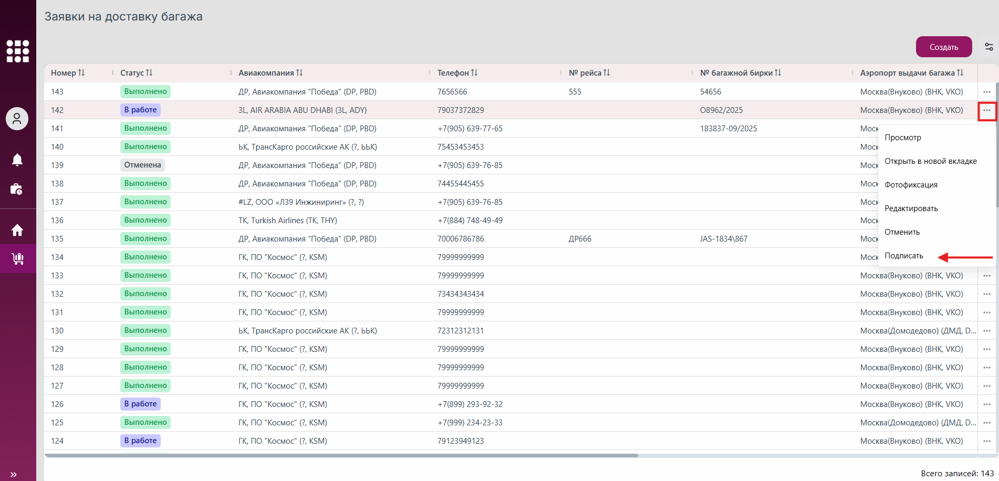 Заявки на доставку багажа
Создать
Номер Статус Авиакомпания Телефон № рейса № багажной бирки Аэропорт выдачи багажа
143 Выполнено ДР, Авиакомпания "Победа" (DP, PBD) 7656566 555 54656 Москва(Внуково) (ВНК, VKO) ...
142 В работе 3L, AIR ARABIA ABU DHABI (3L, ADY) 79037372829 О8962/2025 Москва(Внуково) (ВНК, VKO) ...
141 Выполнено ДР, Авиакомпания "Победа" (DP, PBD) +7(905) 639-77-65 183837-09/2025 Моск
140 Выполнено ЬК, ТрансКарго российские АК (?, ЬЬК) 75453453453 Моск
139 Отменена ДР, Авиакомпания "Победа" (DP, PBD) +7(905) 639-76-85 Моск
138 Выполнено ДР, Авиакомпания "Победа" (DP, PBD) 74455445455 Моск
137 Выполнено #LZ, ООО «ЛЗ9 Инжиниринг» (?, ?) +7(905) 639-76-85 Моск
136 Выполнено ТК, Turkish Airlines (TK, THY) +7(884) 748-49-49 Моск
135 Выполнено ДР, Авиакомпания "Победа" (DP, PBD) 70006786786 ДР666 JAS-1834\867 Моск
134 Выполнено ГК, ПО "Космос" (?, KSM) 79999999999 Моск
Просмотр
Открыть в новой вкладке
Фотофиксация
Редактировать
Отменить
Подписать
133 Выполнено ГК, ПО "Космос" (?, KSM) 79999999999 Москва(Внуково) (ВНК, VKO) ...
132 Выполнено ГК, ПО "Космос" (?, KSM) 73434343434 Москва(Внуково) (ВНК, VKO) ...
131 Выполнено ГК, ПО "Космос" (?, KSM) 79999999999 Москва(Внуково) (ВНК, VKO) ...
130 Выполнено ЬК, ТрансКарго российские АК (?, ЬЬК) 72312312131 Москва(Домодедово) (ДМД, D... ...
129 Выполнено ГК, ПО "Космос" (?, KSM) 79999999999 Москва(Внуково) (ВНК, VKO) ...
128 Выполнено ГК, ПО "Космос" (?, KSM) 79999999999 Москва(Внуково) (ВНК, VKO) ...
127 Выполнено ГК, ПО "Космос" (?, KSM) 79999999999 Москва(Внуково) (ВНК, VKO) ...
126 В работе ГК, ПО "Космос" (?, KSM) +7(899) 293-92-32 Москва(Внуково) (ВНК, VKO) ...
125 Выполнено ГК, ПО "Космос" (?, KSM) +7(999) 234-23-33 Москва(Домодедово) (ДМД, D... ...
124 В работе ГК, ПО "Космос" (?, KSM) 79123949123 Москва(Внуково) (ВНК, VKO) ...
Всего записей: 143